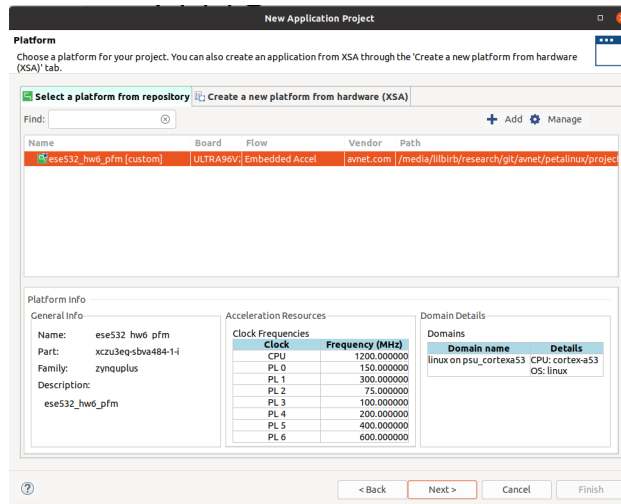 New Application Project
Platform
Choose a platform for your project. You can also create an application from XSA through the 'Create a new platform from hardware
(XSA)' tab.
Select a platform from repository Create a new platform from hardware (XSA)
Find: Add Manage
Name Board Flow Vendor Path
ese532_hw6_pfm [custom] ULTRA96V2 Embedded Accel avnet.com /media/lilbirb/research/git/avnet/petalinux/project
Platform Info
General Info Acceleration Resources Domain Details
Name: ese532_hw6_pfm Clock Frequencies Domains
Part: xczu3eg-sbva484-1-i
Family: zynquplus
Description:
ese532_hw6_pfm
Clock Frequency (MHz)
CPU 1200.000000
PL 0 150.000000
PL 1 300.000000
PL 2 75.000000
PL 3 100.000000
PL 4 200.000000
PL 5 400.000000
PL 6 600.000000
Domain name Details
linux on psu_cortexa53 CPU: cortex-a53
OS: linux
< Back Next > Cancel Finish